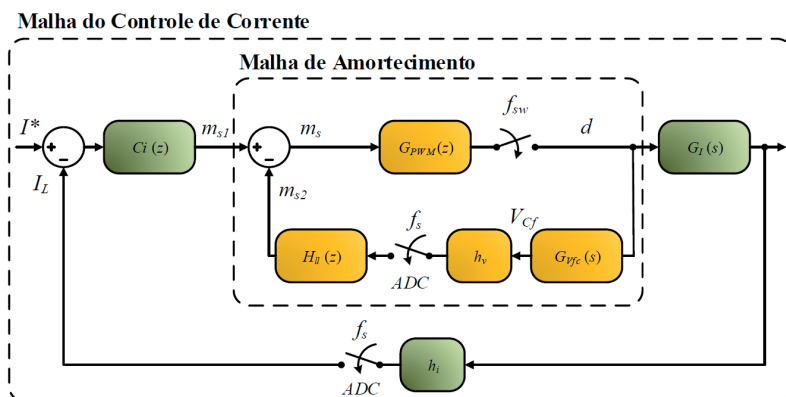 Malha do Controle de Corrente
Malha de Amortecimento
I*
I_L
Ci (z)
m_s1
m_s
m_s2
G_PWM(z)
f_sw
d
G_I (s)
H_ll (z)
f_s
ADC
h_v
V_Cf
G_Vfc (s)
f_s
ADC
h_i